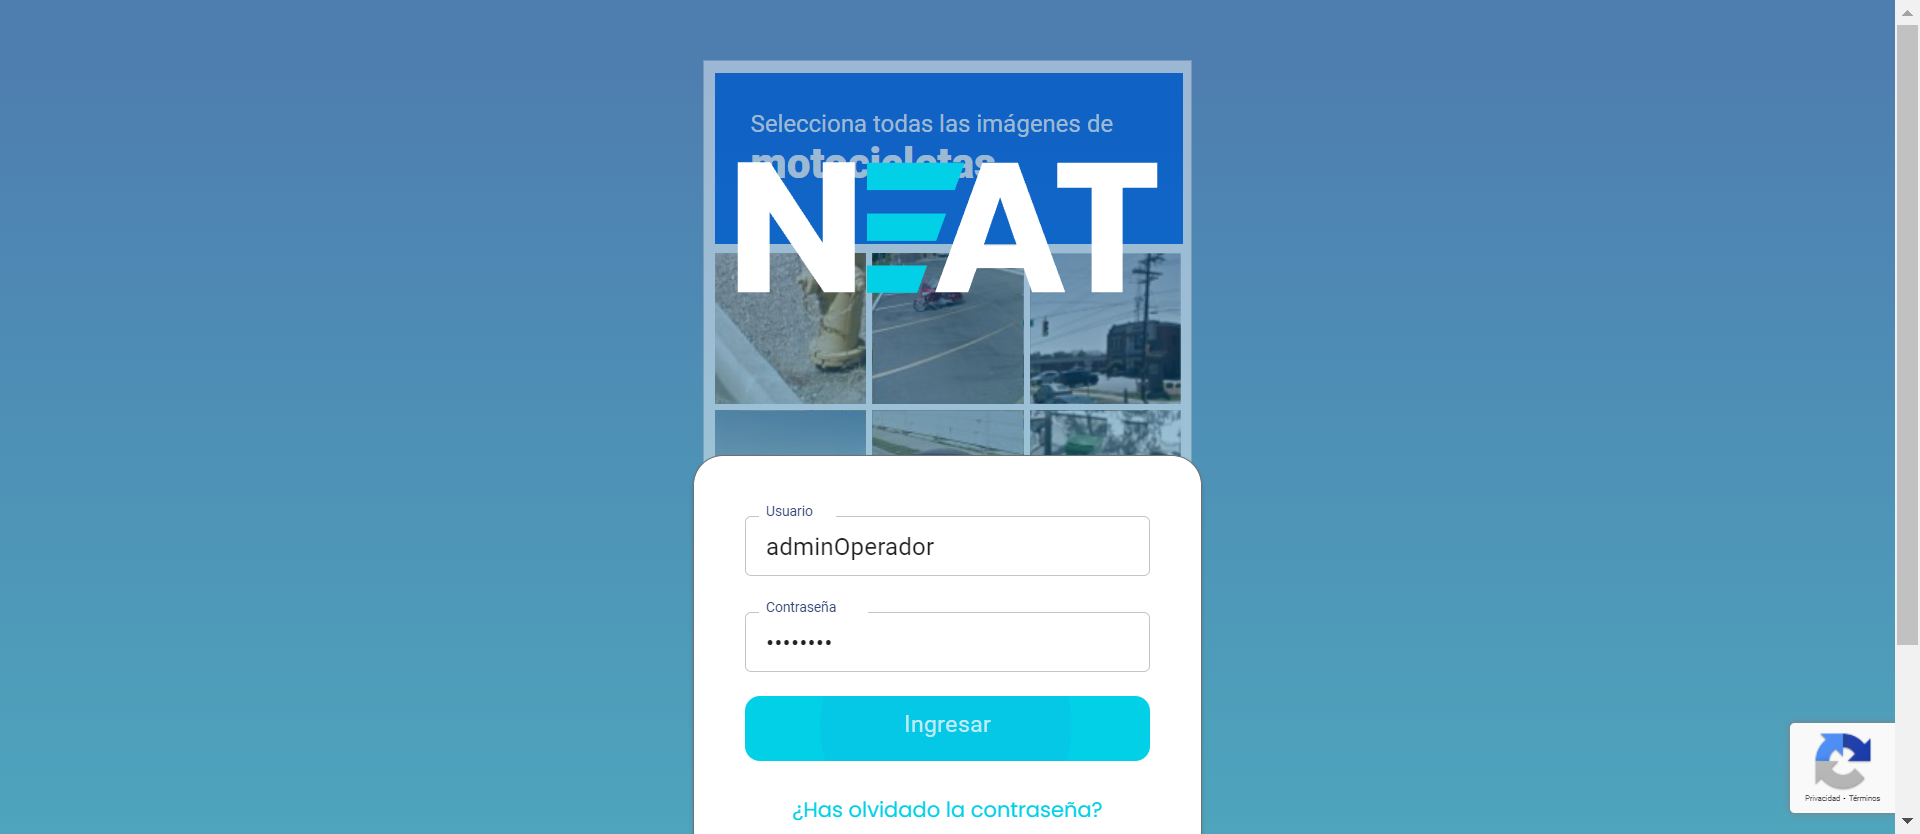 Selecciona todas las imágenes de
motocicletas
NEAT
Usuario
adminOperador
Contraseña
••••••••
Ingresar
¿Has olvidado la contraseña?
Privacidad - Términos